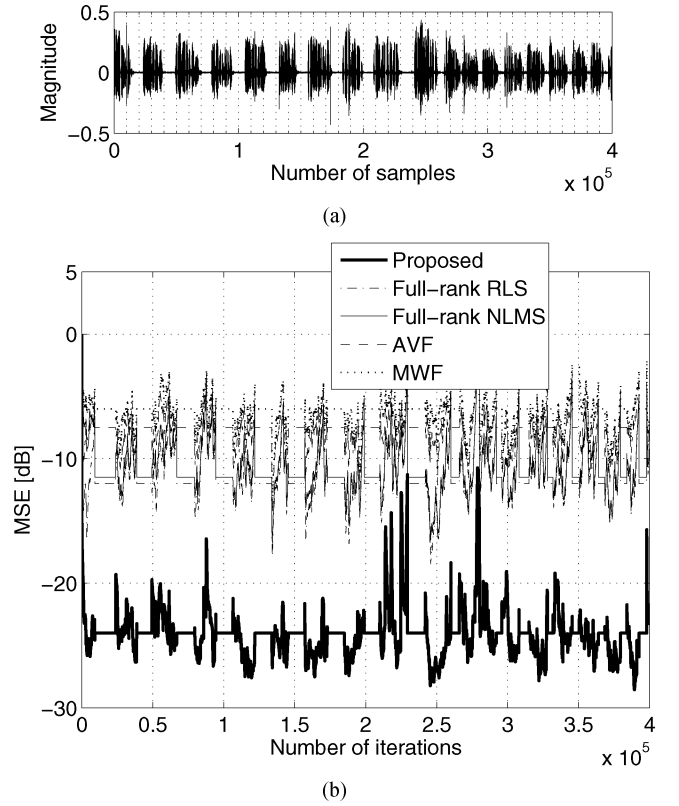 0.5
0
−0.5
Magnitude
0 1 2 3 4
Number of samples
x 10^5
(a)
Proposed
Full−rank RLS
Full−rank NLMS
AVF
MWF
5
0
−10
−20
−30
MSE [dB]
0 0.5 1 1.5 2 2.5 3 3.5 4
Number of iterations
x 10^5
(b)